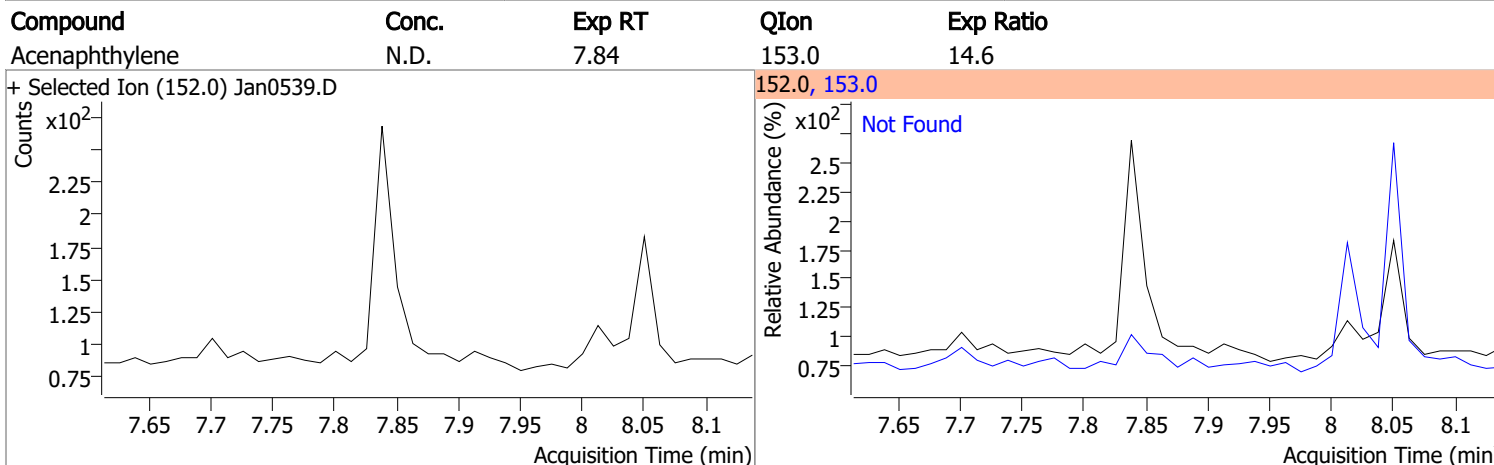 Compound Conc. Exp RT QIon Exp Ratio
Acenaphthylene N.D. 7.84 153.0 14.6
+ Selected Ion (152.0) Jan0539.D
Counts
x10²
2.25
2
1.75
1.5
1.25
1
0.75
7.65 7.7 7.75 7.8 7.85 7.9 7.95 8 8.05 8.1
Acquisition Time (min)
152.0, 153.0
Relative Abundance (%)
x10²
Not Found
2.5
2.25
2
1.75
1.5
1.25
1
0.75
7.65 7.7 7.75 7.8 7.85 7.9 7.95 8 8.05 8.1
Acquisition Time (min